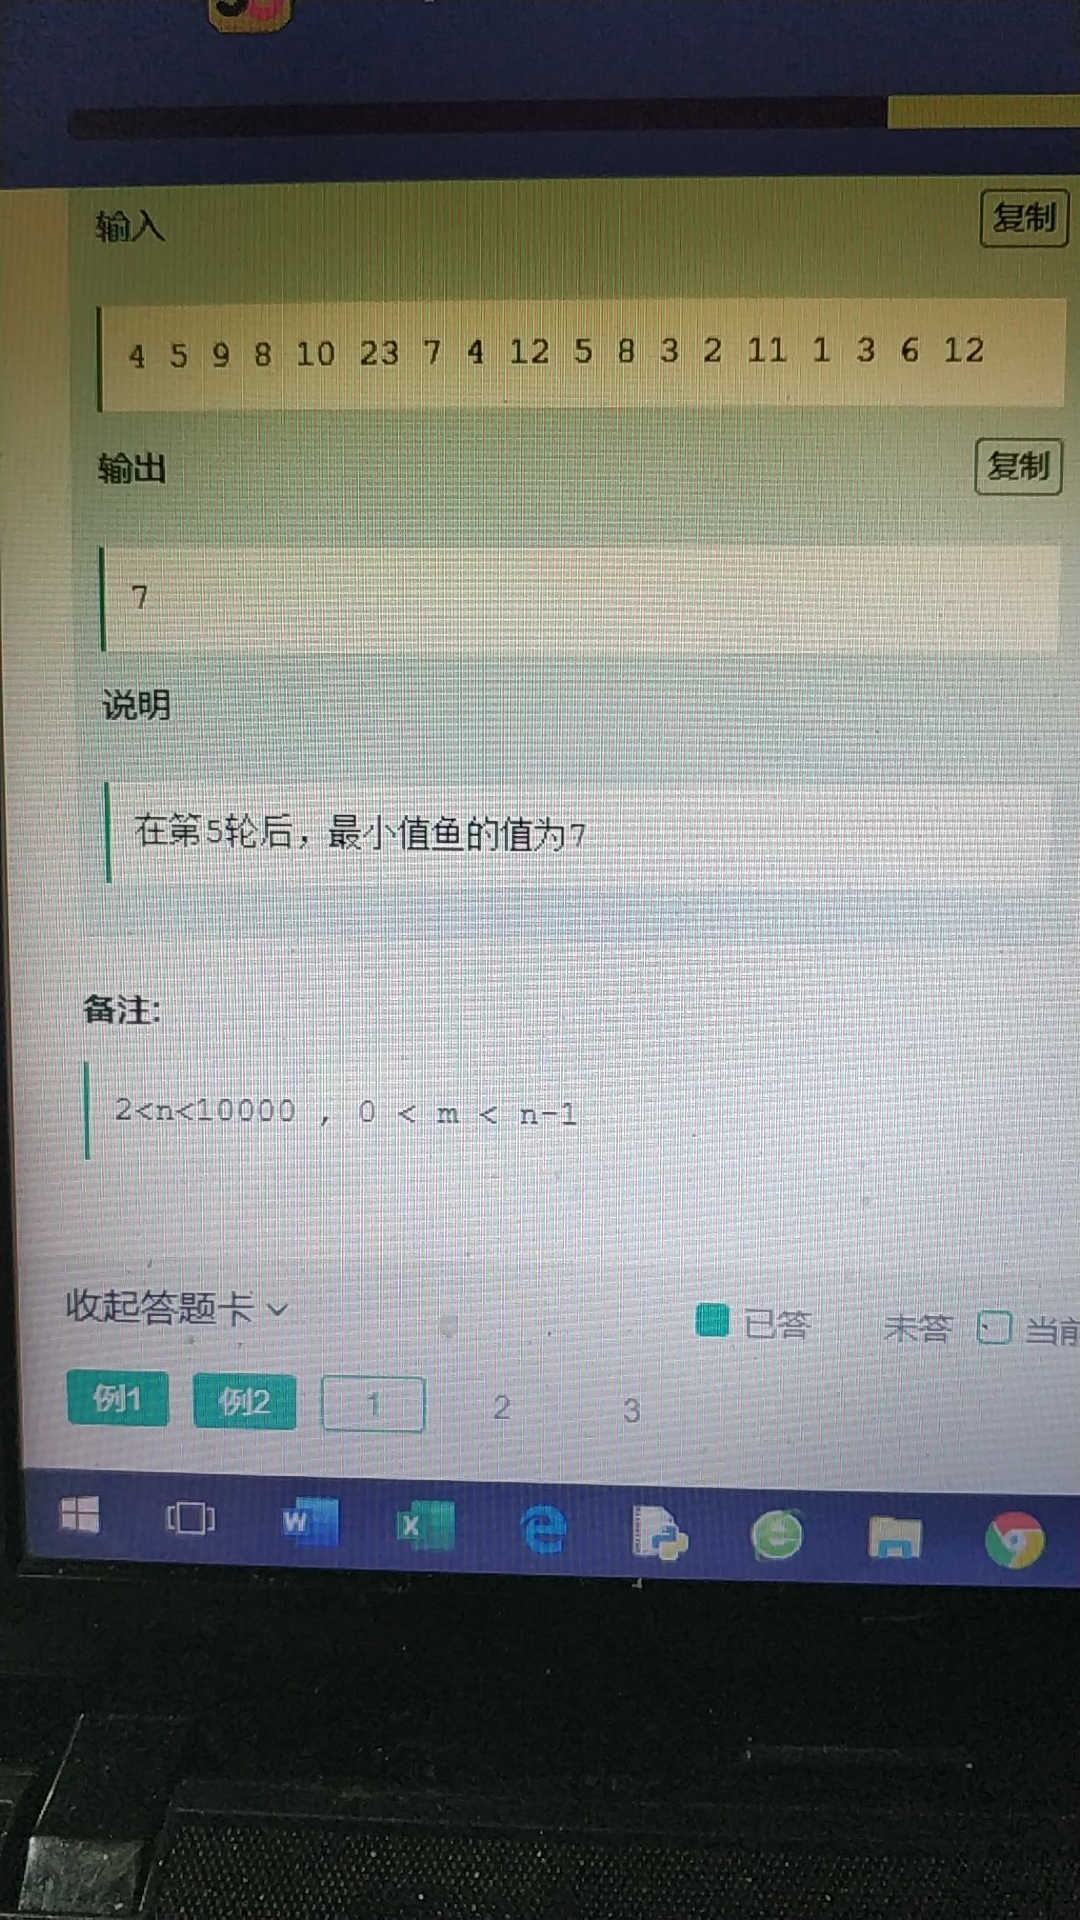 输入
复制
4 5 9 8 10 23 7 4 12 5 8 3 2 11 1 3 6 12
输出
复制
7
说明
在第5轮后，最小值鱼的值为7
备注:
2<n<10000 , 0 < m < n-1
收起答题卡
已答 未答 当前
例1 例2 1 2 3